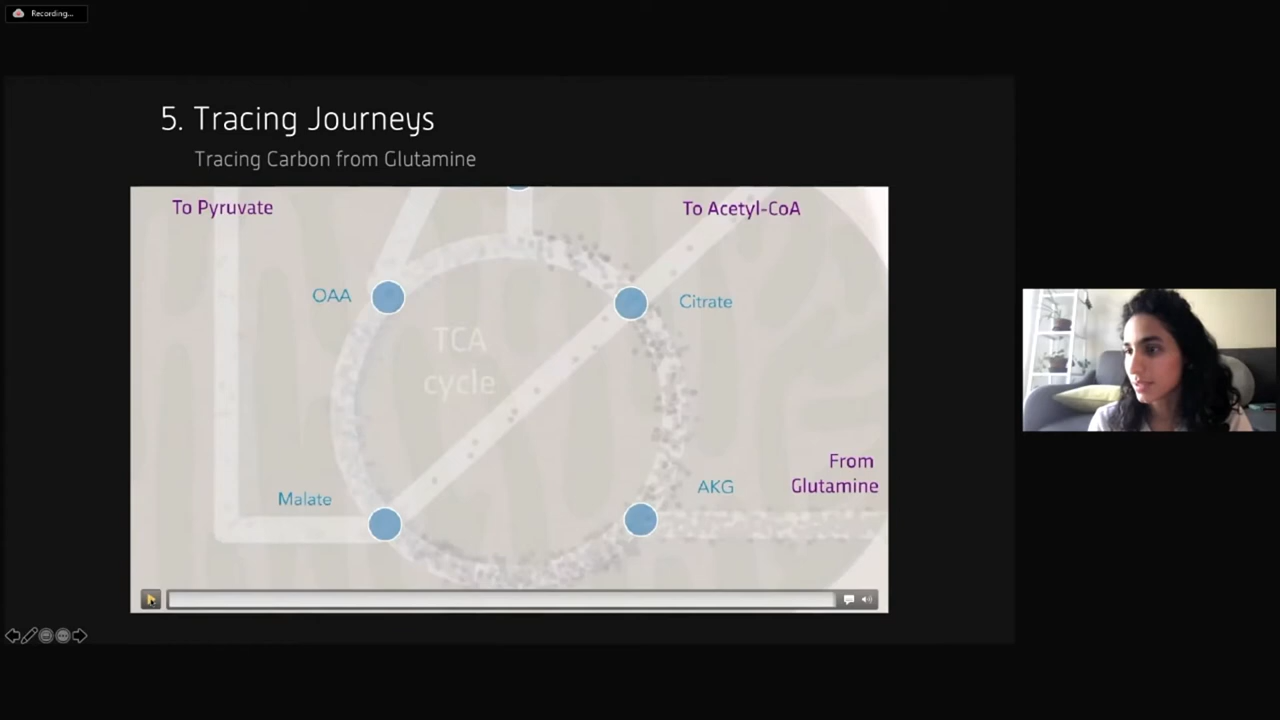 Recording...
5. Tracing Journeys
Tracing Carbon from Glutamine
To Pyruvate
To Acetyl-CoA
OAA
Citrate
TCA
cycle
From
Glutamine
AKG
Malate